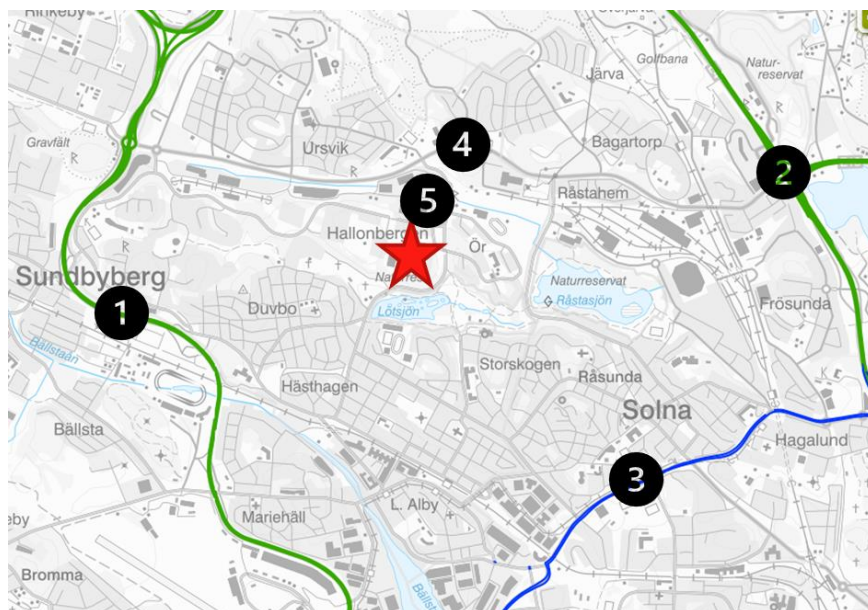 Rinkeby
Järva
Golfbana
Natur-
reservat
Gravfält
R
Ursvik
4
Bagartorp
2
R
5
Råstahem
Hallonbergen
Ör
R
Sundbyberg
Naturreservat
Råstasjön
1
Duvbo
Lötsjön
Frösunda
Bällstaån
Storskogen
Hästhagen
Råsunda
Solna
Bällsta
Hagalund
3
L. Alby
Mariehäll
Bromma